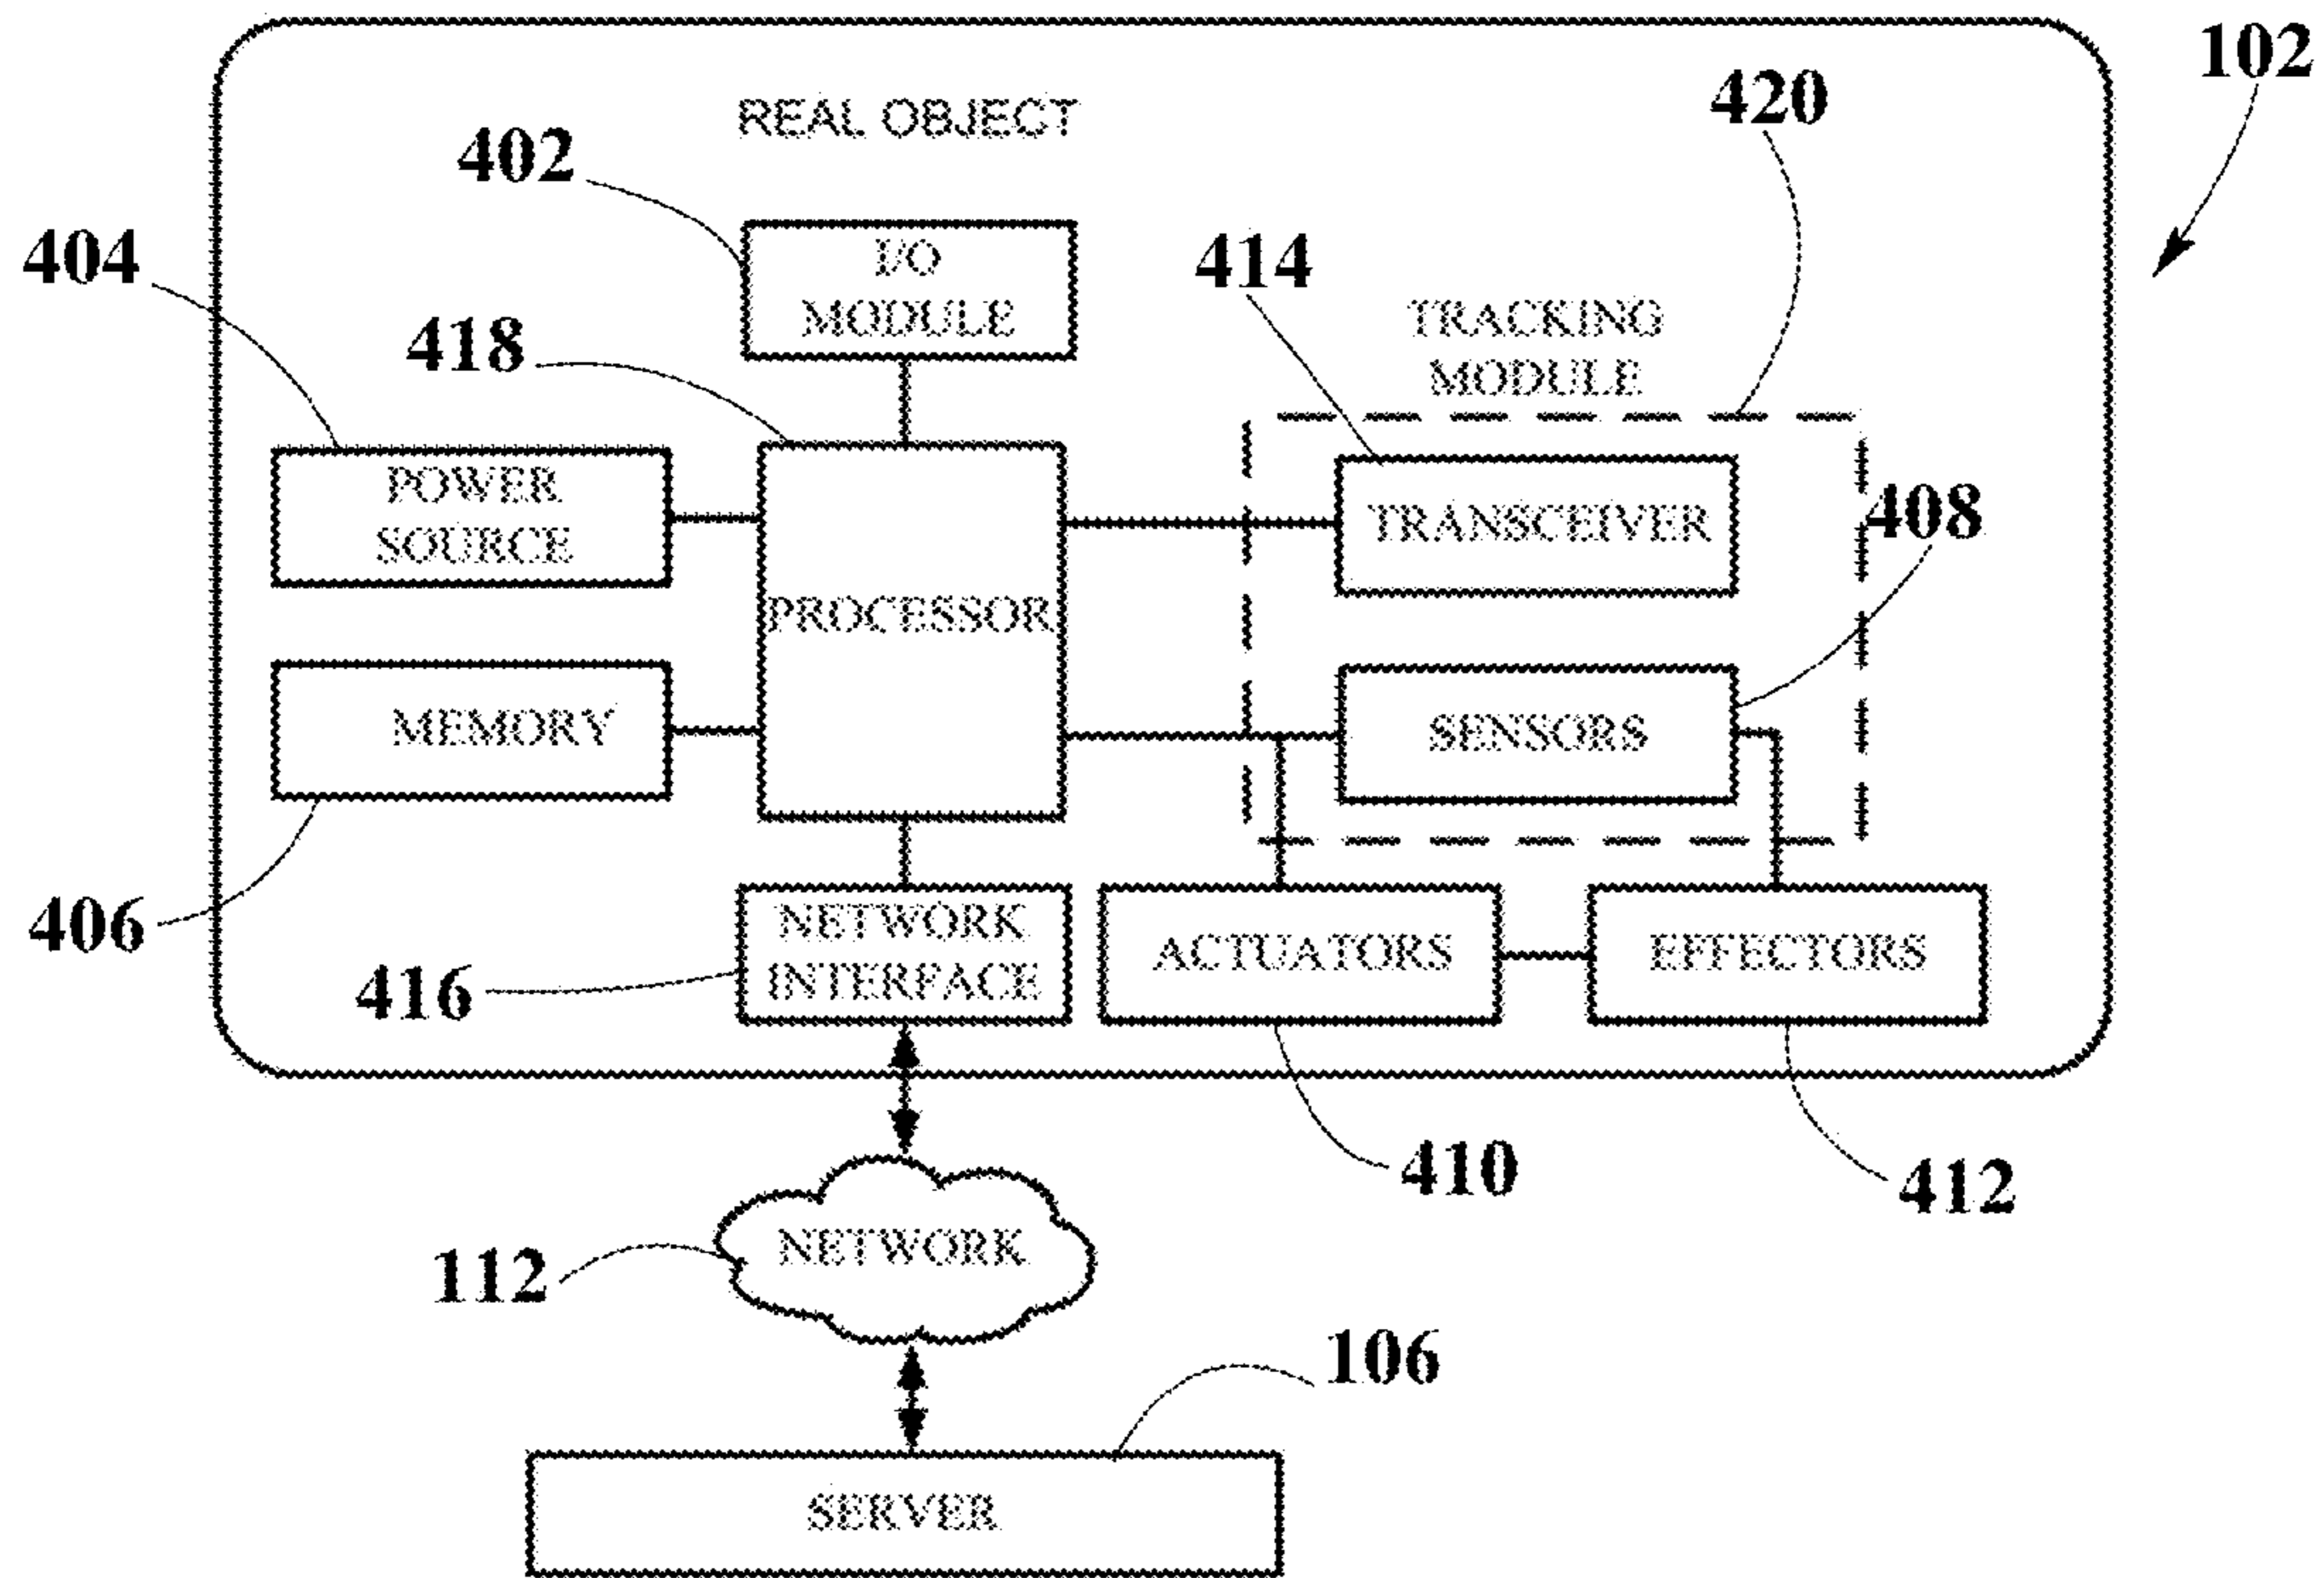 102
REAL OBJECT
420
402
I/O
MODULE
404
414
418
TRACKING
MODULE
POWER
SOURCE
TRANSCEIVER
408
PROCESSOR
MEMORY
SENSORS
406
416
NETWORK
INTERFACE
ACTUATORS
EFFECTORS
410
412
112
NETWORK
106
SERVER